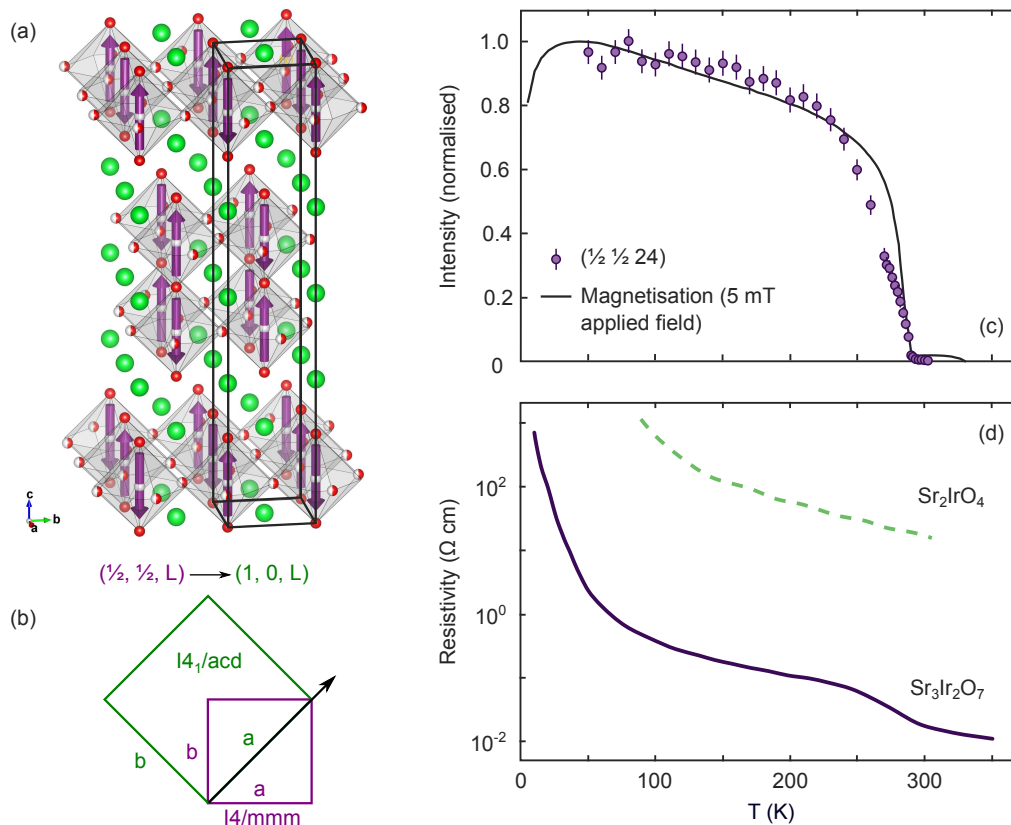 (a)
c
a
b
(½, ½, L) (1, 0, L)
(b)
I4₁/acd
b
b
a
a
I4/mmm
Intensity (normalised)
1.0
0.8
0.6
0.4
0.2
0
(½ ½ 24)
Magnetisation (5 mT
applied field)
(c)
(d)
Resistivity (Ω cm)
10²
10⁰
10⁻²
Sr₂IrO₄
Sr₃Ir₂O₇
0
100
200
300
T (K)